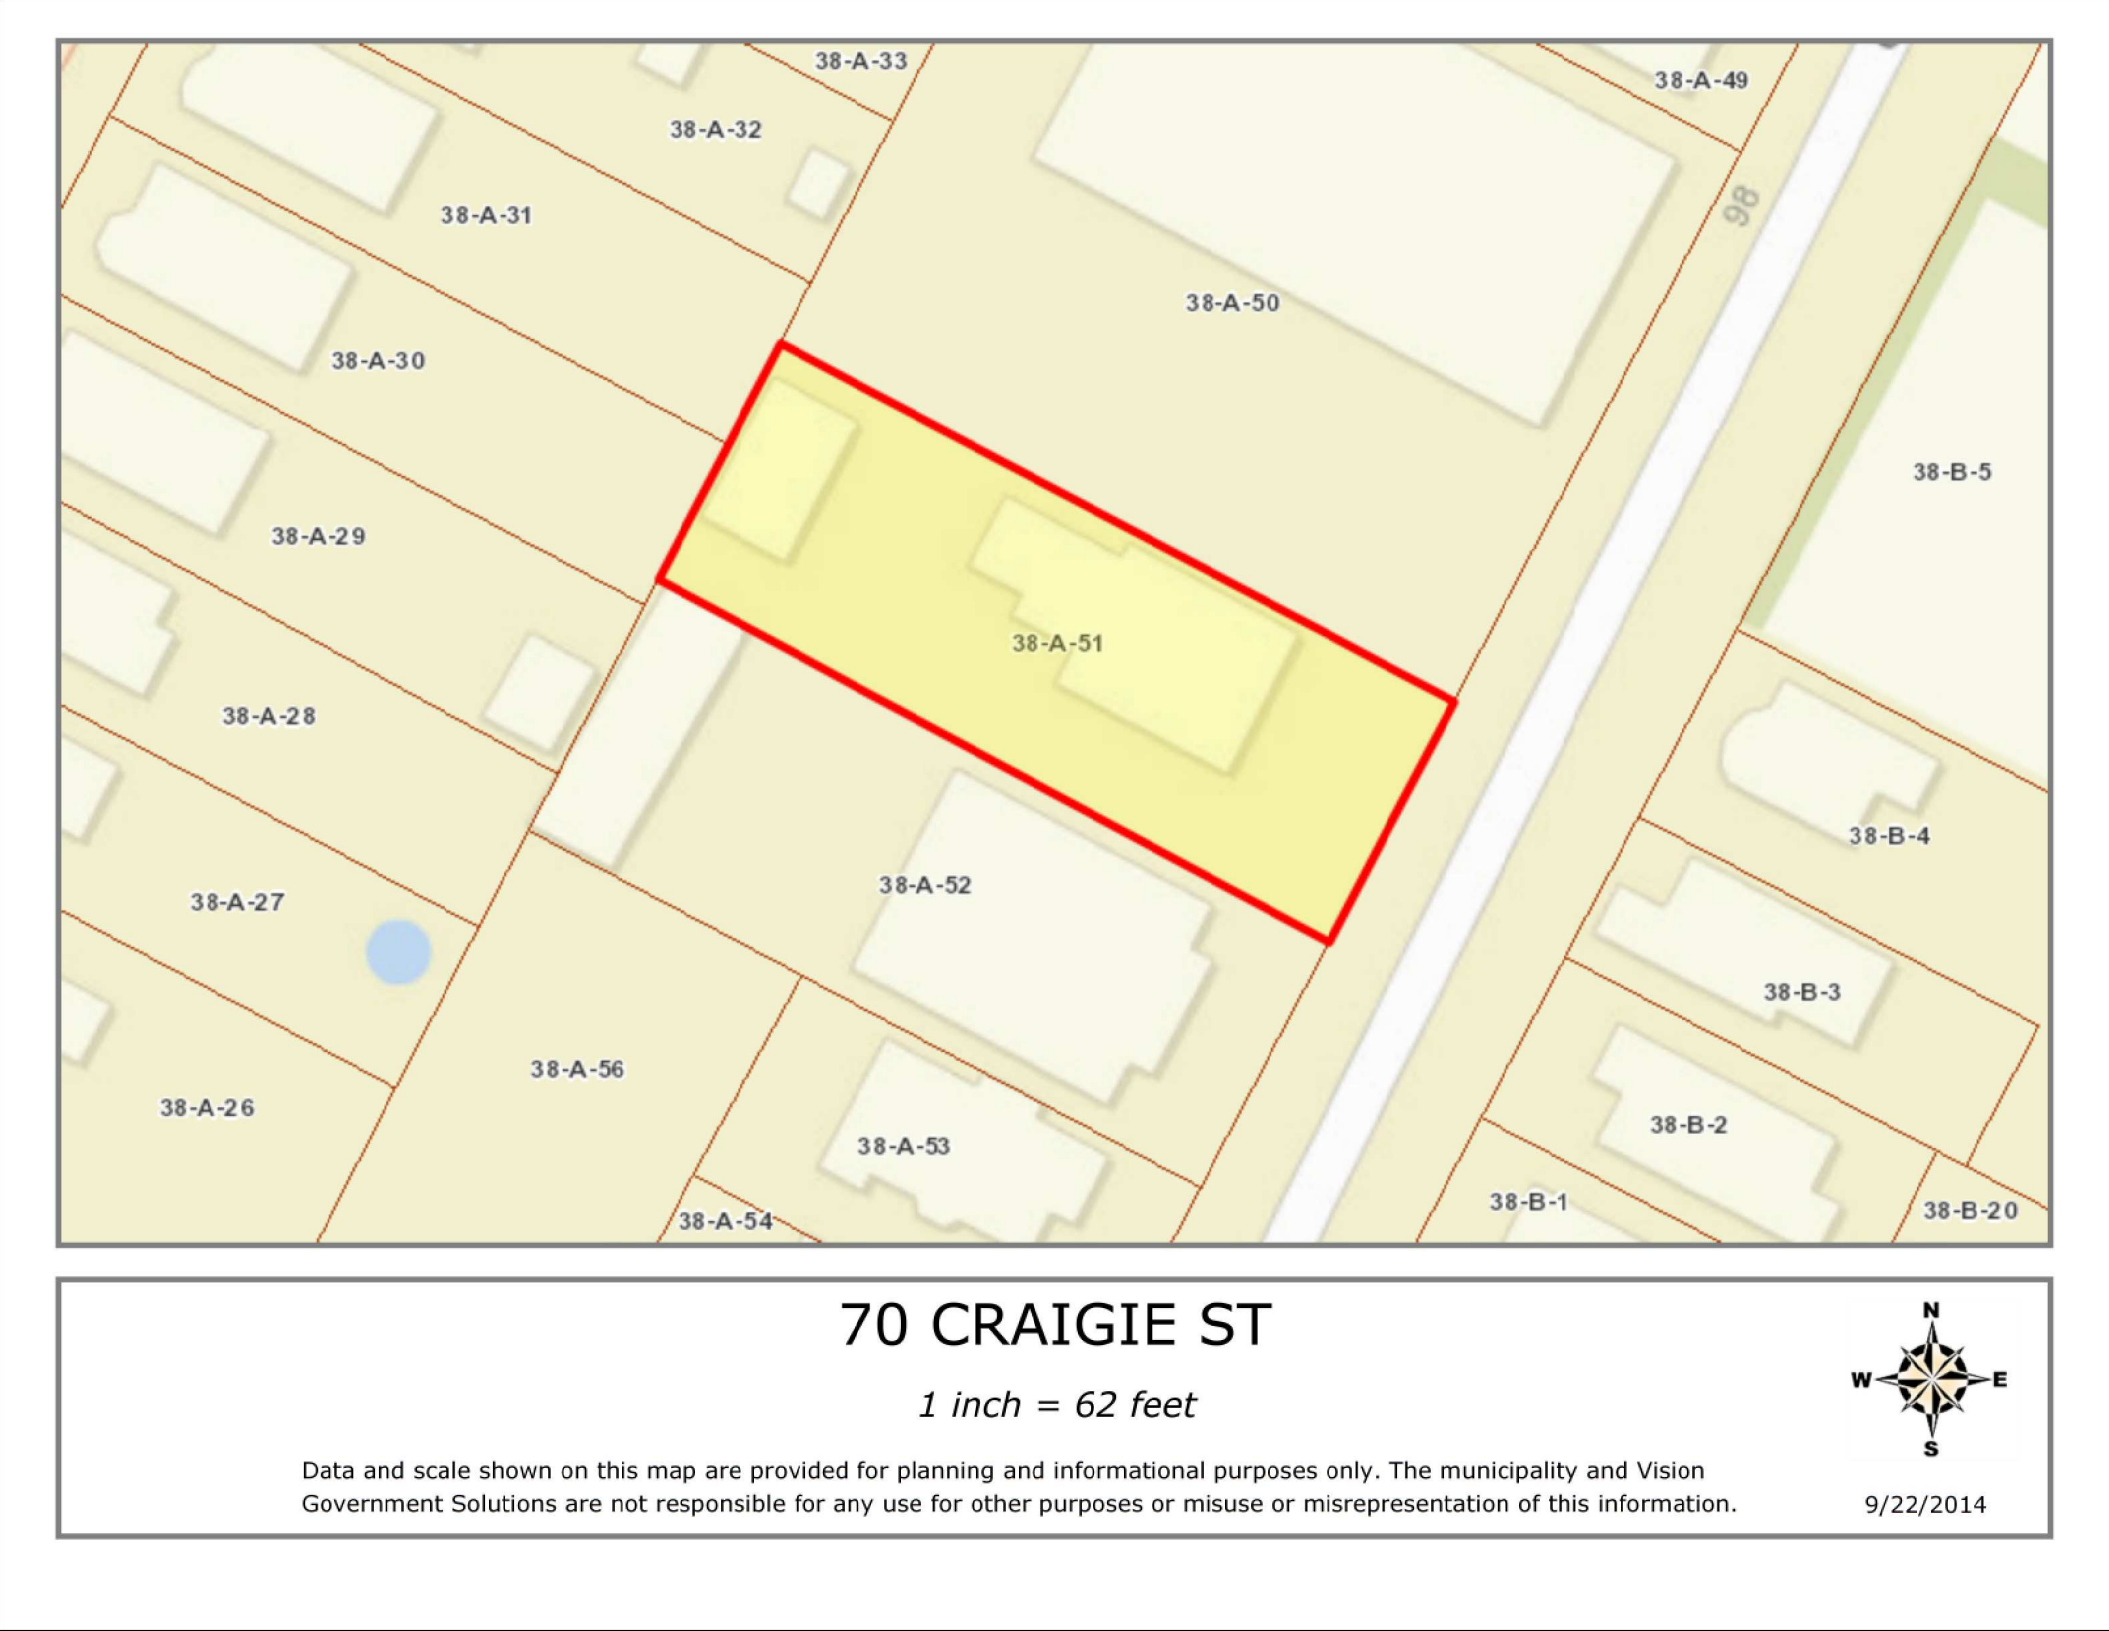 38-A-33
38-A-49
38-A-32
98
38-A-31
38-A-50
38-A-30
38-B-5
38-A-29
38-A-51
38-A-28
38-B-4
38-A-52
38-A-27
38-B-3
38-A-56
38-A-26
38-B-2
38-A-53
38-B-1
38-B-20
38-A-54
70 CRAIGIE ST
1 inch = 62 feet
N
W E
S
Data and scale shown on this map are provided for planning and informational purposes only. The municipality and Vision
Government Solutions are not responsible for any use for other purposes or misuse or misrepresentation of this information.
9/22/2014